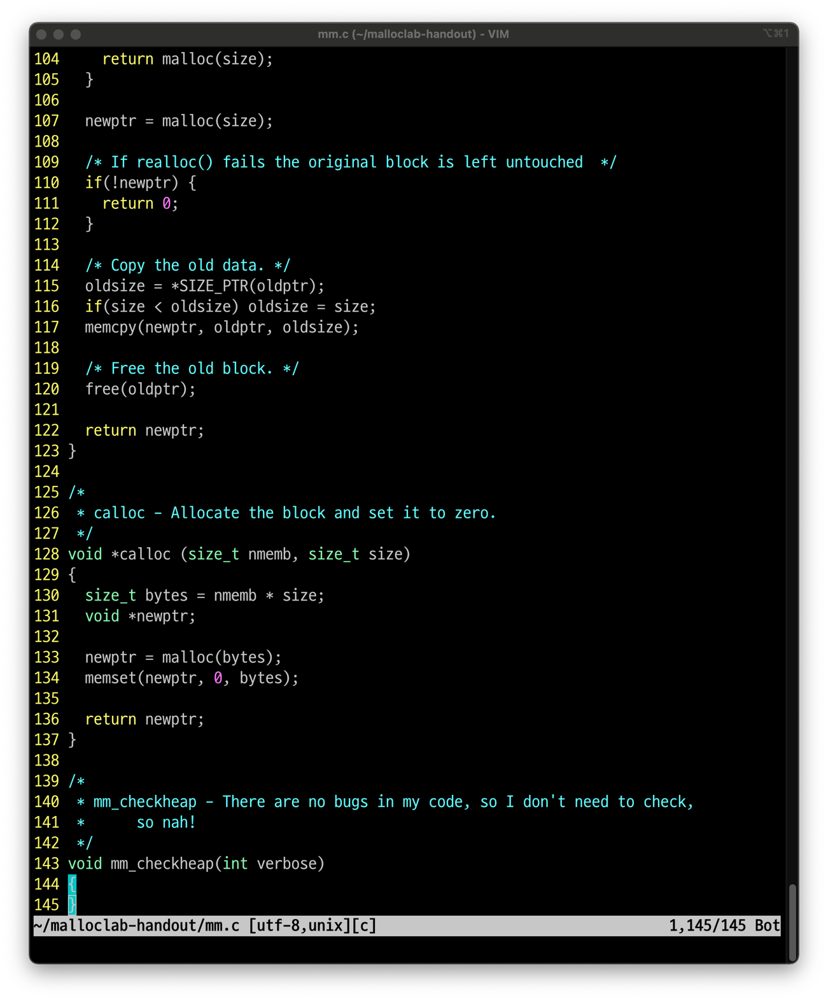 mm.c (~/malloclab-handout) - VIM ⌥⌘1
104     return malloc(size);
105   }
106
107   newptr = malloc(size);
108
109   /* If realloc() fails the original block is left untouched  */
110   if(!newptr) {
111     return 0;
112   }
113
114   /* Copy the old data. */
115   oldsize = *SIZE_PTR(oldptr);
116   if(size < oldsize) oldsize = size;
117   memcpy(newptr, oldptr, oldsize);
118
119   /* Free the old block. */
120   free(oldptr);
121
122   return newptr;
123 }
124
125 /*
126  * calloc - Allocate the block and set it to zero.
127  */
128 void *calloc (size_t nmemb, size_t size)
129 {
130   size_t bytes = nmemb * size;
131   void *newptr;
132
133   newptr = malloc(bytes);
134   memset(newptr, 0, bytes);
135
136   return newptr;
137 }
138
139 /*
140  * mm_checkheap - There are no bugs in my code, so I don't need to check,
141  *      so nah!
142  */
143 void mm_checkheap(int verbose)
144 {
145 }
~/malloclab-handout/mm.c [utf-8,unix][c] 1,145/145 Bot